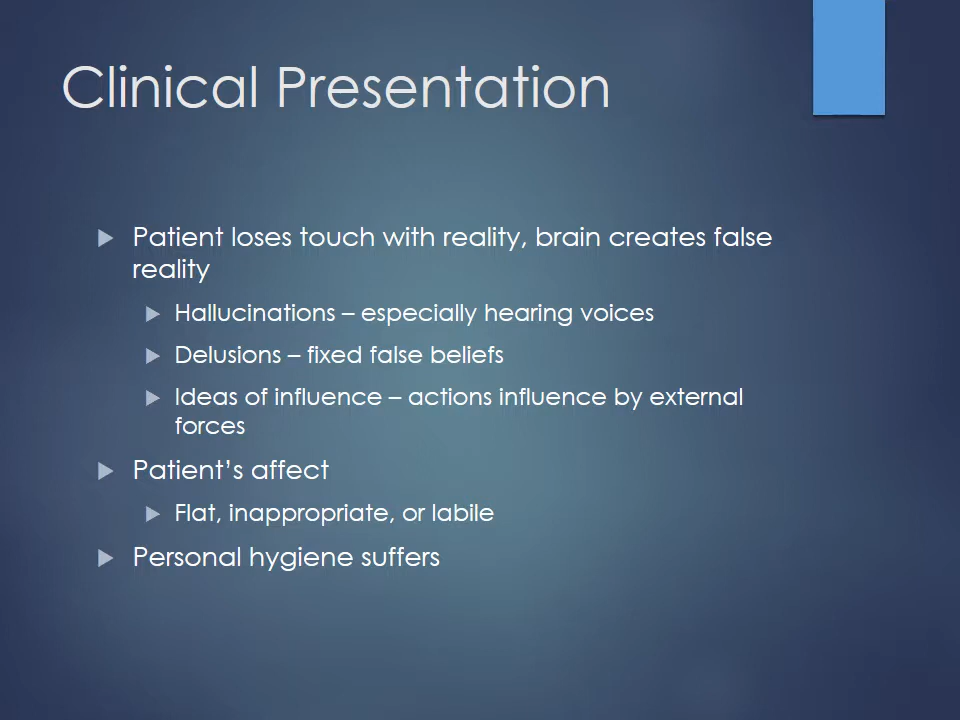 Clinical Presentation
Patient loses touch with reality, brain creates false
reality
Hallucinations – especially hearing voices
Delusions – fixed false beliefs
Ideas of influence – actions influence by external
forces
Patient’s affect
Flat, inappropriate, or labile
Personal hygiene suffers